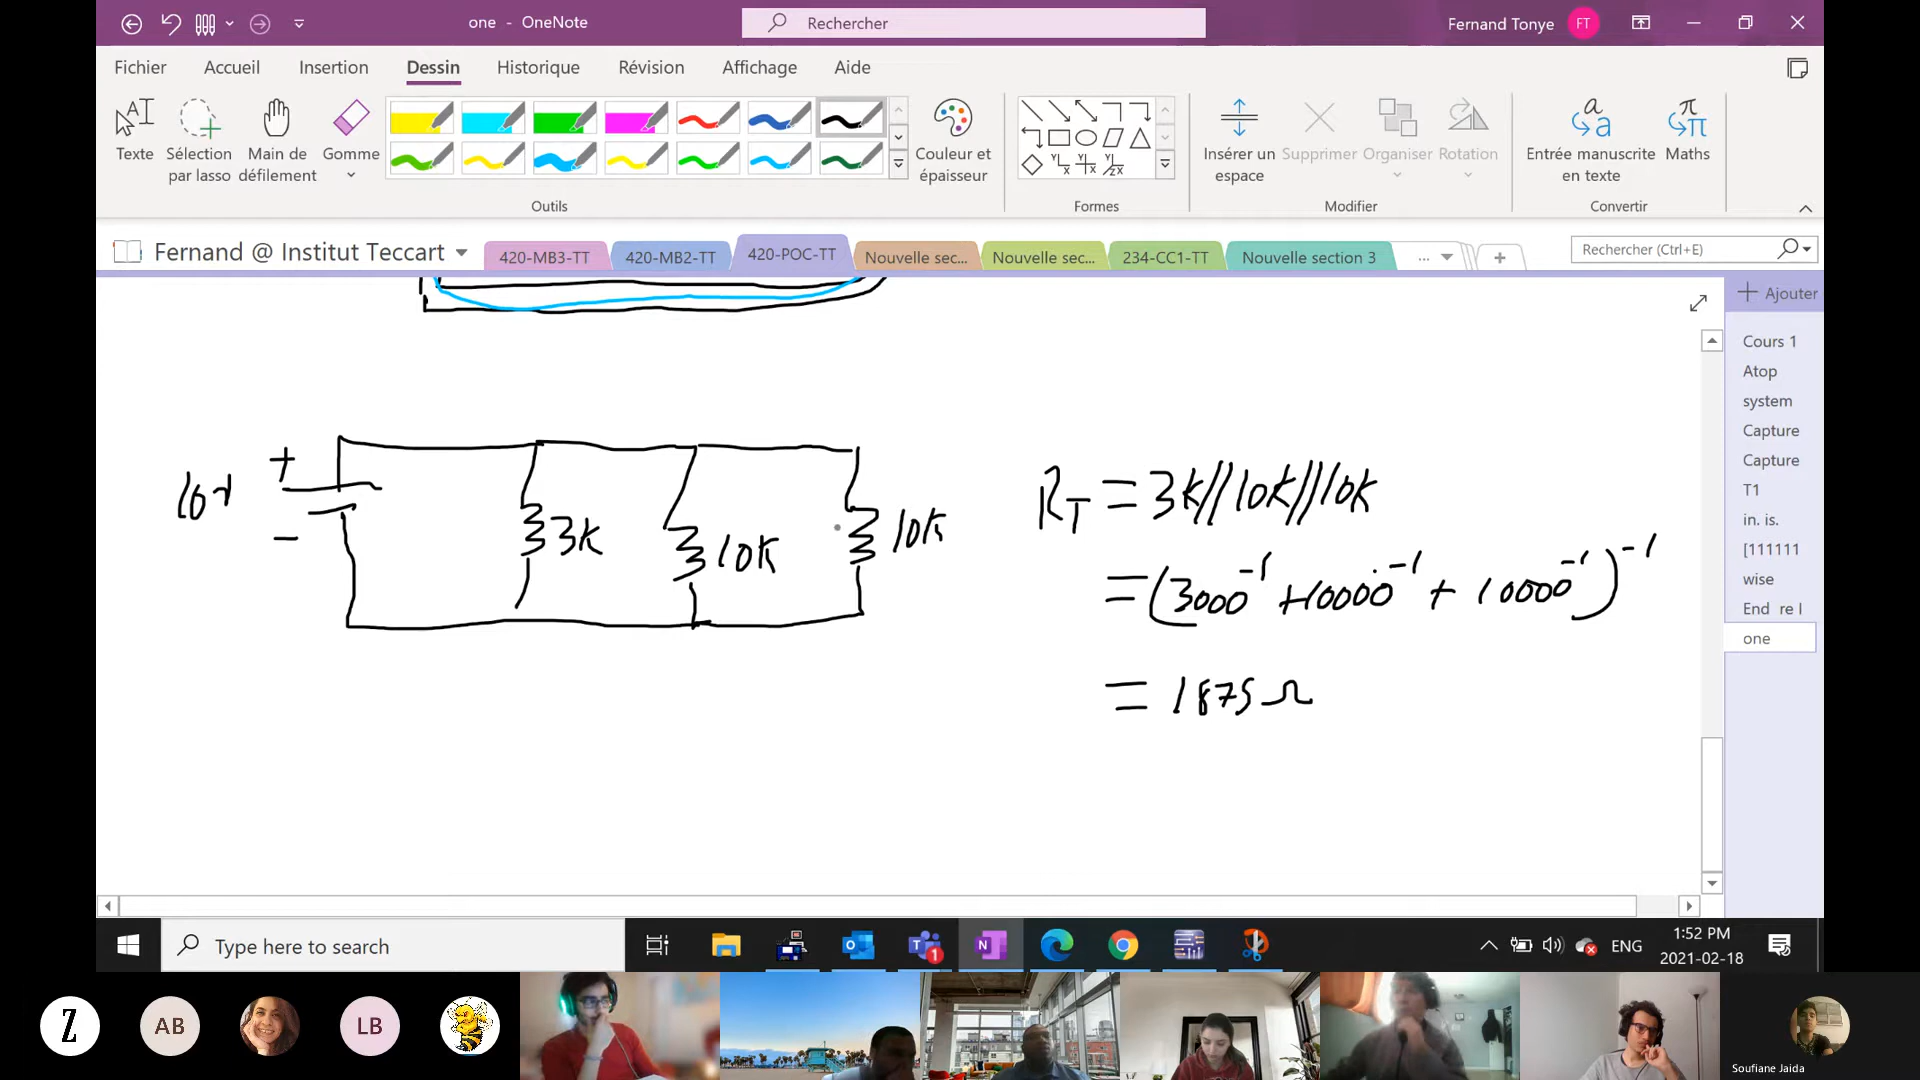 one - OneNote
Rechercher
Fernand Tonye FT
Fichier Accueil Insertion Dessin Historique Révision Affichage Aide
Texte
Sélection par lasso
Main de défilement
Gomme
Couleur et épaisseur
Insérer un espace
Supprimer
Organiser
Rotation
Entrée manuscrite en texte
Maths
Outils
Formes
Modifier
Convertir
Fernand @ Institut Teccart
420-MB3-TT 420-MB2-TT 420-POC-TT Nouvelle sec... Nouvelle sec... 234-CC1-TT Nouvelle section 3 ...
Rechercher (Ctrl+E)
Ajouter
Cours 1
Atop
system
Capture
Capture
T1
in. is.
[111111
wise
End re l
one
+
-
3k
10k
10k
RT = 3k//10k//10k
= (3000⁻¹ + 10000⁻¹ + 10000⁻¹)⁻¹
= 1875 Ω
Type here to search
1
ENG
1:52 PM
2021-02-18
Z
AB
LB
Soufiane Jaida